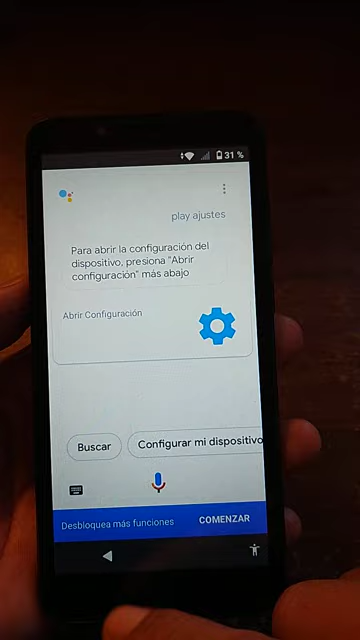 31 %
play ajustes
Para abrir la configuración del
dispositivo, presiona "Abrir
configuración" más abajo
Abrir Configuración
Buscar
Configurar mi dispositivo
Desbloquea más funciones
COMENZAR